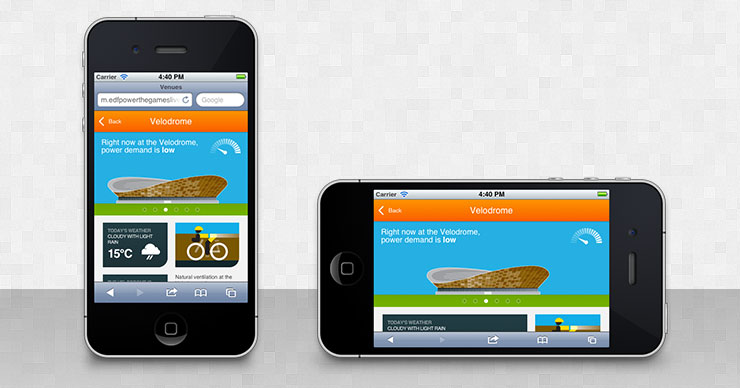 Carrier 4:40 PM
Venues
m.edfpowerthegameslive Google
Back Velodrome
Right now at the Velodrome,
power demand is low
TODAY'S WEATHER
CLOUDY WITH LIGHT
RAIN
15°C
Natural ventilation at the
Carrier 4:40 PM
Back Velodrome
Right now at the Velodrome,
power demand is low
TODAY'S WEATHER
CLOUDY WITH LIGHT RAIN